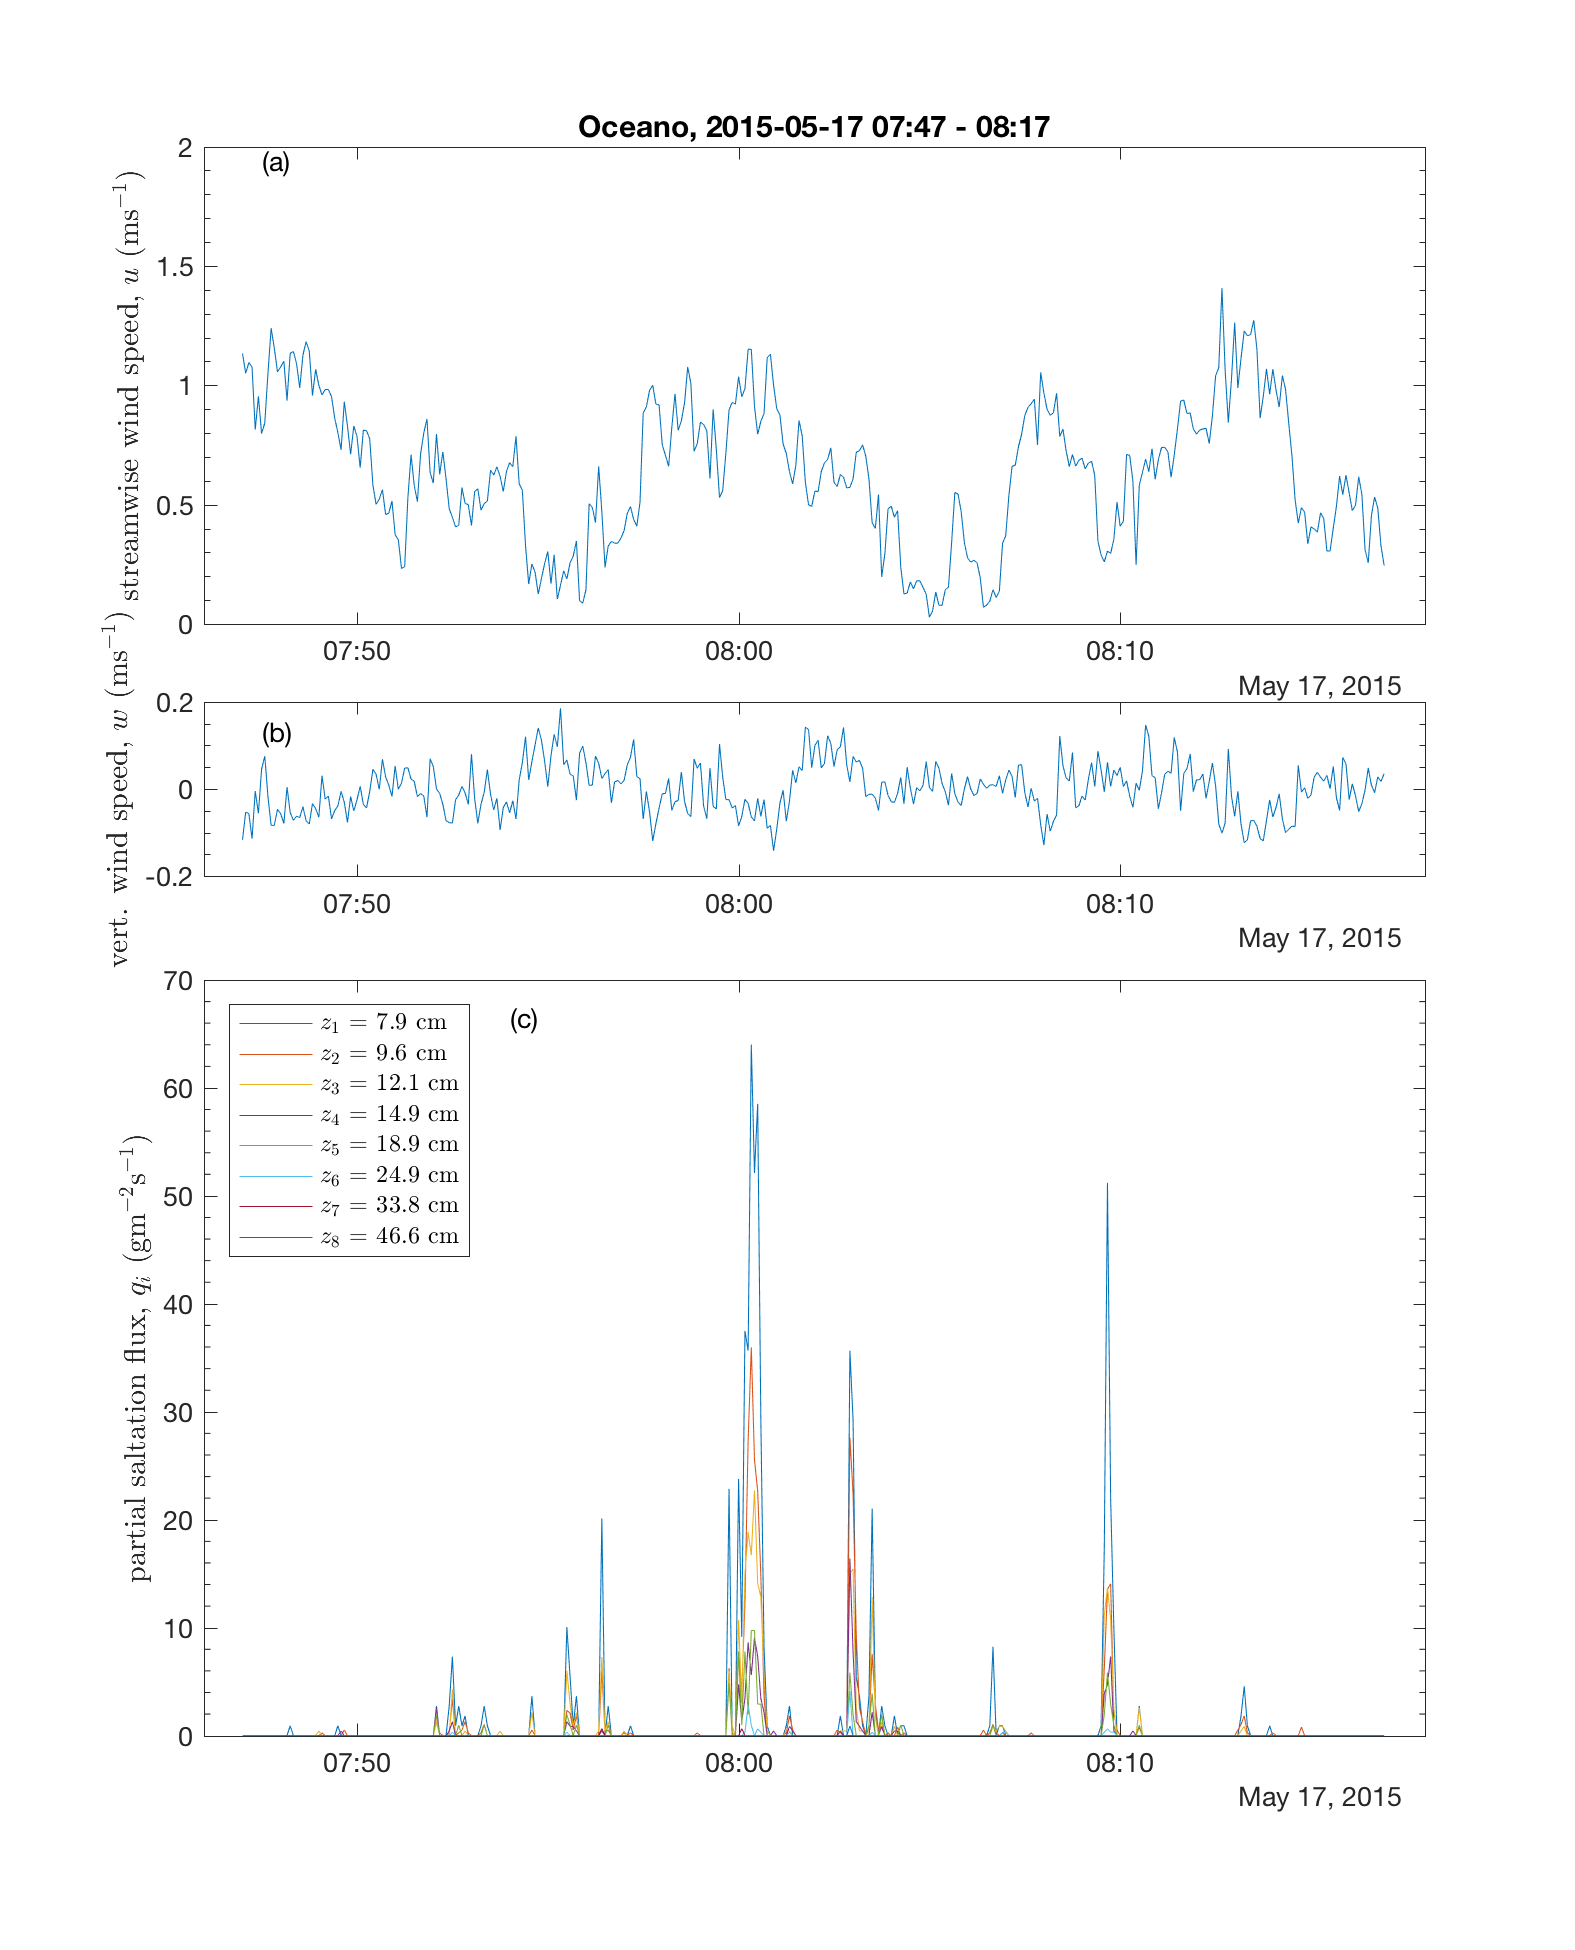 Oceano, 2015-05-17 07:47 - 08:17
(a)
streamwise wind speed, u (ms⁻¹)
2
1.5
1
0.5
0
07:50 08:00 08:10
May 17, 2015
(b)
vert. wind speed, w (ms⁻¹)
0.2
0
-0.2
07:50 08:00 08:10
May 17, 2015
(c)
partial saltation flux, qᵢ (gm⁻²s⁻¹)
70
60
50
40
30
20
10
0
z₁ = 7.9 cm
z₂ = 9.6 cm
z₃ = 12.1 cm
z₄ = 14.9 cm
z₅ = 18.9 cm
z₆ = 24.9 cm
z₇ = 33.8 cm
z₈ = 46.6 cm
07:50 08:00 08:10
May 17, 2015